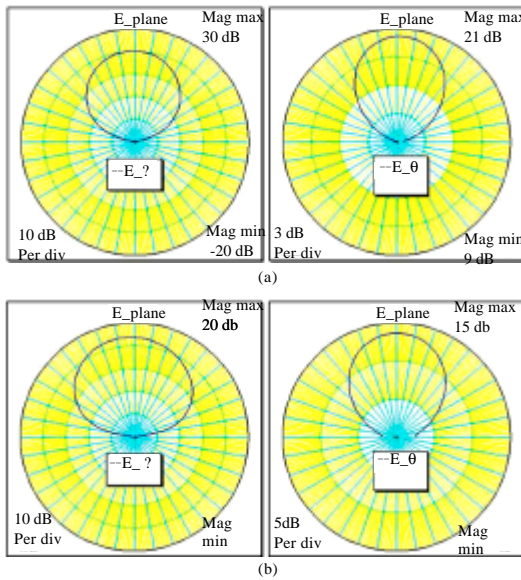 E_plane
Mag max
30 dB
--E_?
10 dB
Per div
Mag min
-20 dB
E_plane
Mag max
21 dB
--E_θ
3 dB
Per div
Mag min
9 dB
(a)
E_plane
Mag max
20 db
--E_ ?
10 dB
Per div
Mag
min
E_plane
Mag max
15 db
--E_θ
5dB
Per div
Mag
min
(b)